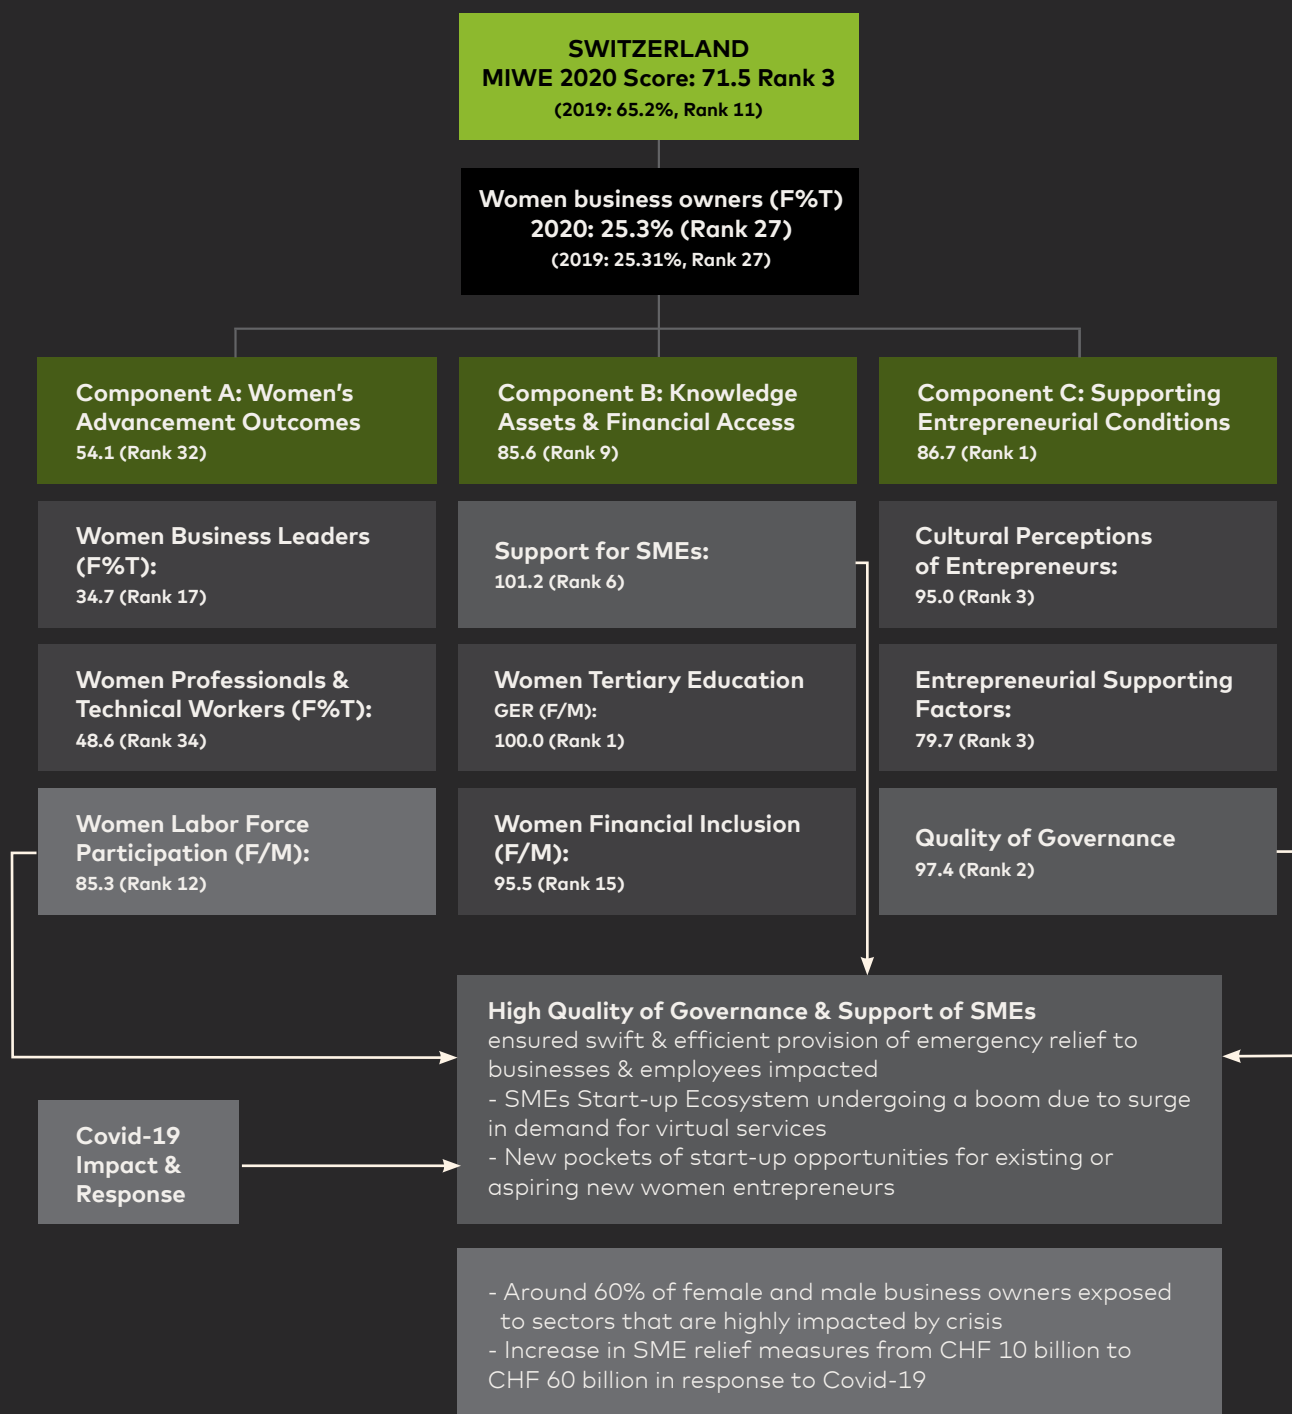 SWITZERLAND
MIWE 2020 Score: 71.5 Rank 3
(2019: 65.2%, Rank 11)
Women business owners (F%T)
2020: 25.3% (Rank 27)
(2019: 25.31%, Rank 27)
Component A: Women's
Advancement Outcomes
54.1 (Rank 32)
Women Business Leaders
(F%T):
34.7 (Rank 17)
Women Professionals &
Technical Workers (F%T):
48.6 (Rank 34)
Women Labor Force
Participation (F/M):
85.3 (Rank 12)
Component B: Knowledge
Assets & Financial Access
85.6 (Rank 9)
Support for SMEs:
101.2 (Rank 6)
Women Tertiary Education
GER (F/M):
100.0 (Rank 1)
Women Financial Inclusion
(F/M):
95.5 (Rank 15)
Component C: Supporting
Entrepreneurial Conditions
86.7 (Rank 1)
Cultural Perceptions
of Entrepreneurs:
95.0 (Rank 3)
Entrepreneurial Supporting
Factors:
79.7 (Rank 3)
Quality of Governance
97.4 (Rank 2)
Covid-19
Impact &
Response
High Quality of Governance & Support of SMEs
ensured swift & efficient provision of emergency relief to
businesses & employees impacted
- SMEs Start-up Ecosystem undergoing a boom due to surge
in demand for virtual services
- New pockets of start-up opportunities for existing or
aspiring new women entrepreneurs
- Around 60% of female and male business owners exposed
to sectors that are highly impacted by crisis
- Increase in SME relief measures from CHF 10 billion to
CHF 60 billion in response to Covid-19